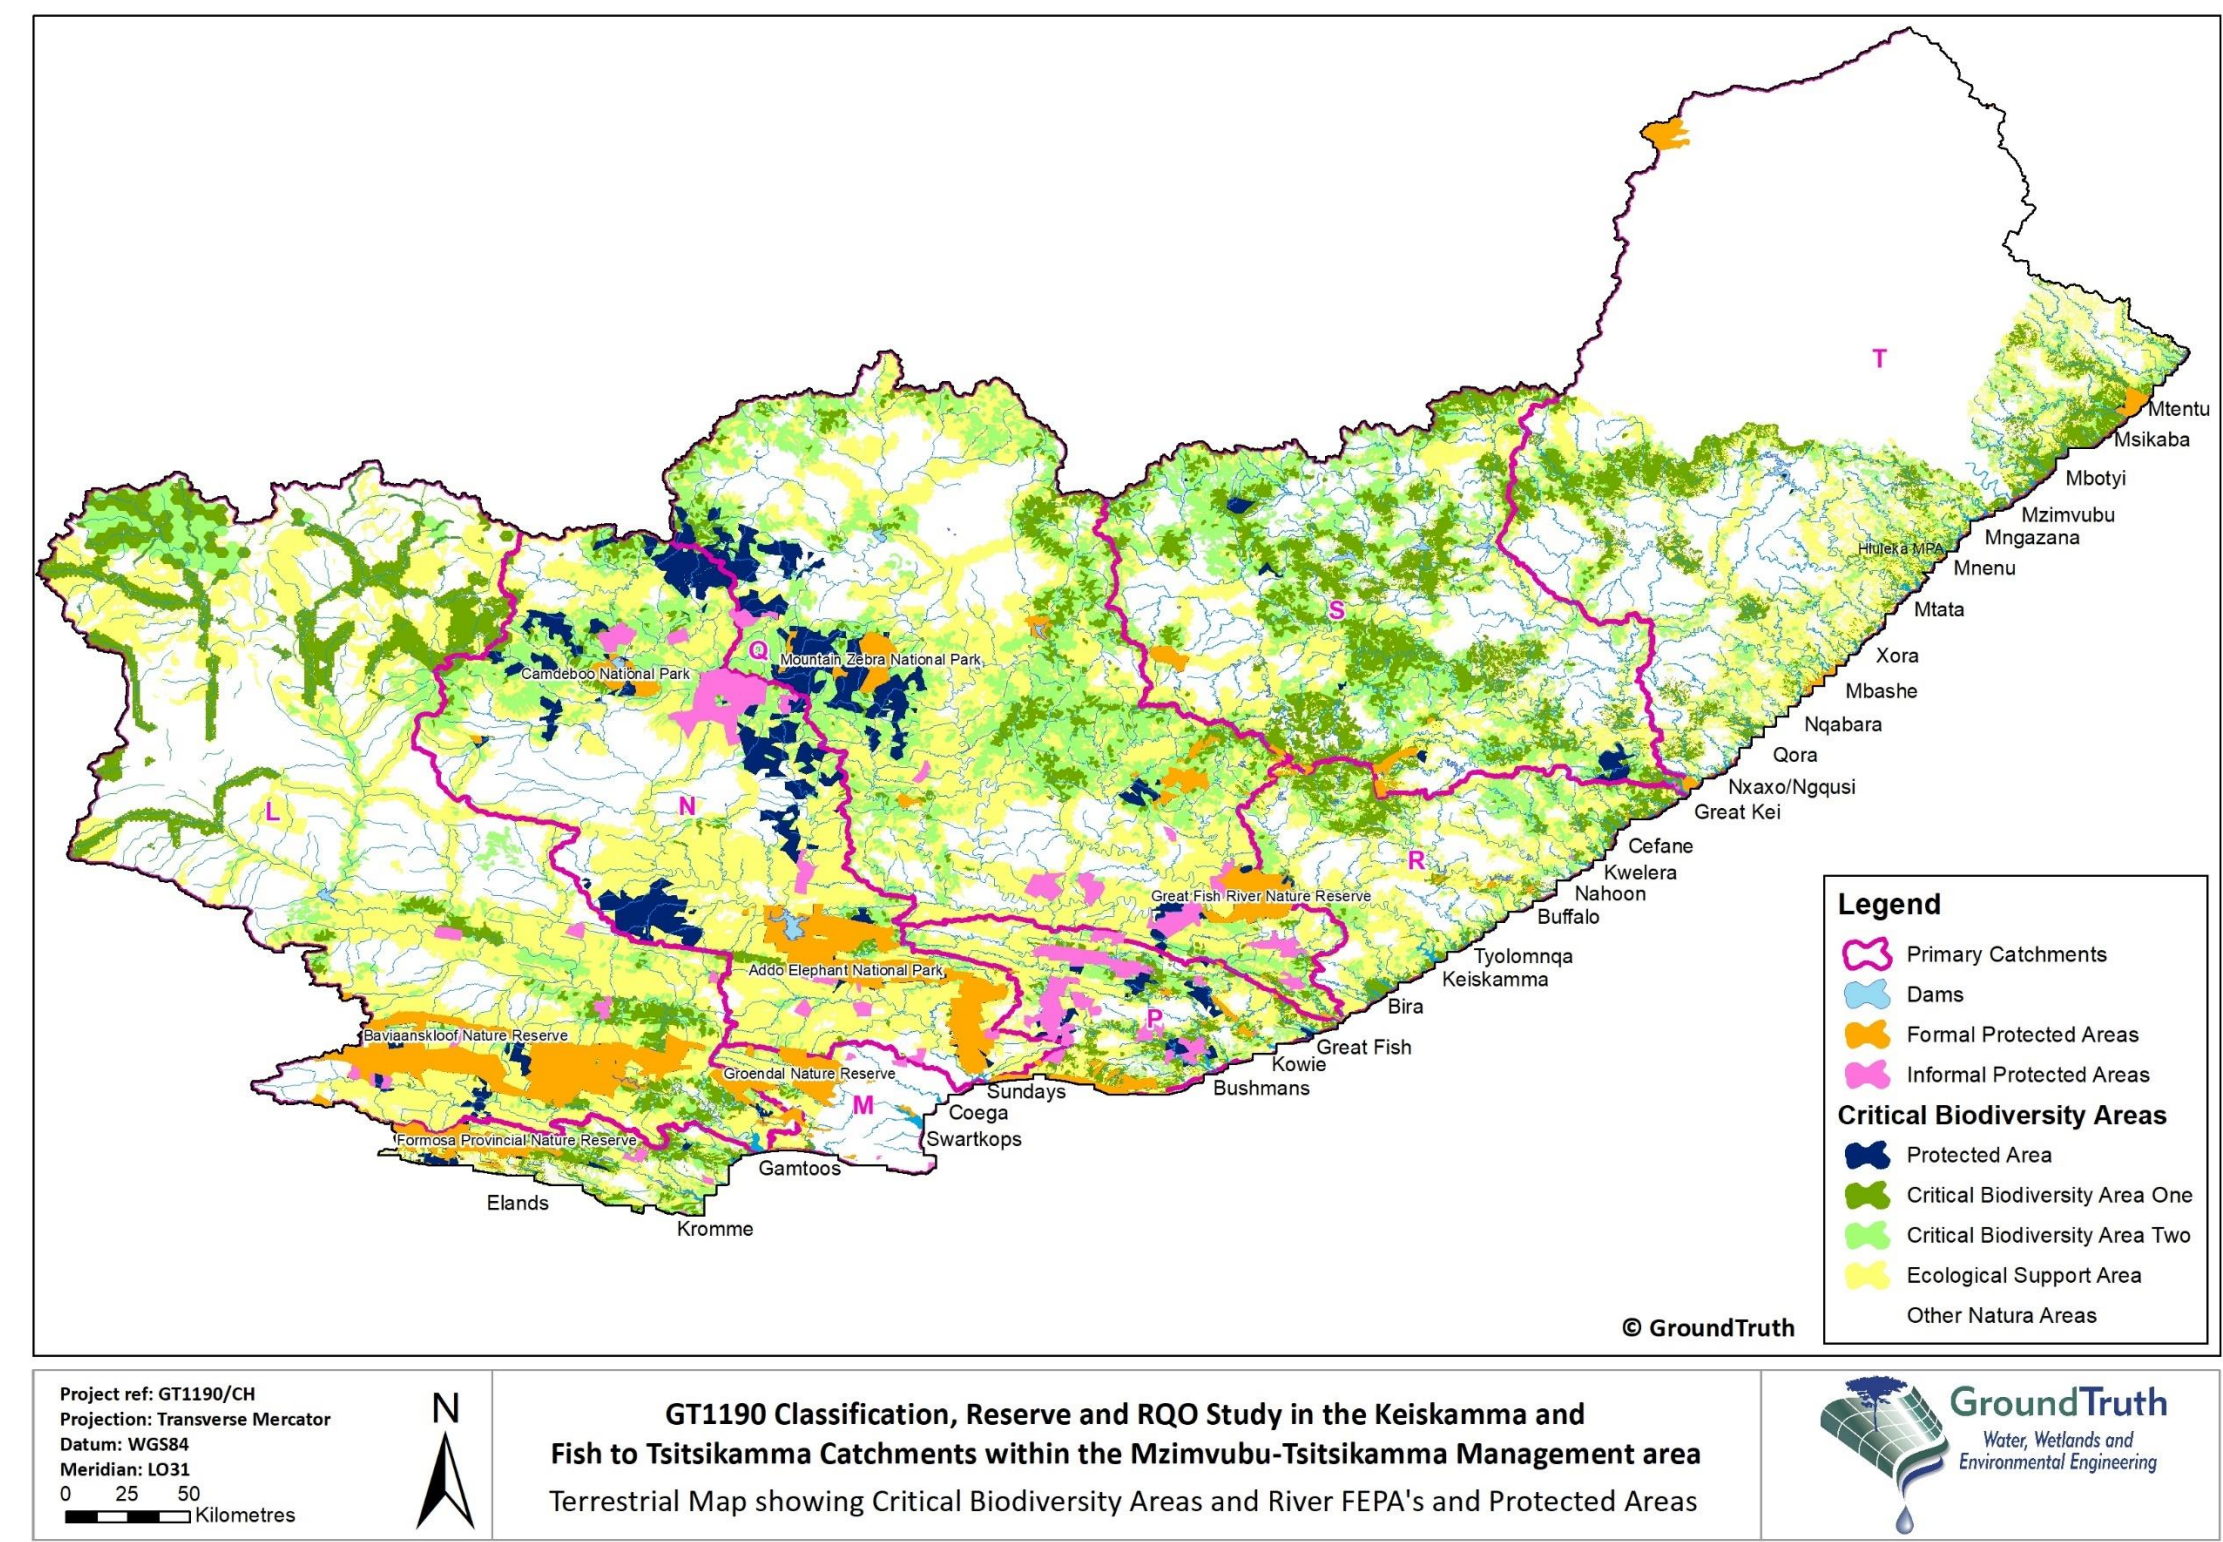 T
Mtentu
Msikaba
Mbotyi
Mzimvubu
Mngazana
Hluleka MPA
Mnenu
Mtata
S
Xora
Q
Mountain Zebra National Park
Camdeboo National Park
Mbashe
Nqabara
Qora
Nxaxo/Ngqusi
L
N
Great Kei
Cefane
R
Kwelera
Nahoon
Great Fish River Nature Reserve
Buffalo
Tyolomnqa
Addo Elephant National Park
Keiskamma
Bira
P
Baviaanskloof Nature Reserve
Great Fish
Kowie
Groendal Nature Reserve
Bushmans
Sundays
M
Coega
Swartkops
Formosa Provincial Nature Reserve
Gamtoos
Elands
Kromme
Legend
Primary Catchments
Dams
Formal Protected Areas
Informal Protected Areas
Critical Biodiversity Areas
Protected Area
Critical Biodiversity Area One
Critical Biodiversity Area Two
Ecological Support Area
Other Natura Areas
© GroundTruth
Project ref: GT1190/CH
Projection: Transverse Mercator
Datum: WGS84
Meridian: LO31
0 25 50
Kilometres
N
GT1190 Classification, Reserve and RQO Study in the Keiskamma and
Fish to Tsitsikamma Catchments within the Mzimvubu-Tsitsikamma Management area
Terrestrial Map showing Critical Biodiversity Areas and River FEPA's and Protected Areas
GroundTruth
Water, Wetlands and
Environmental Engineering